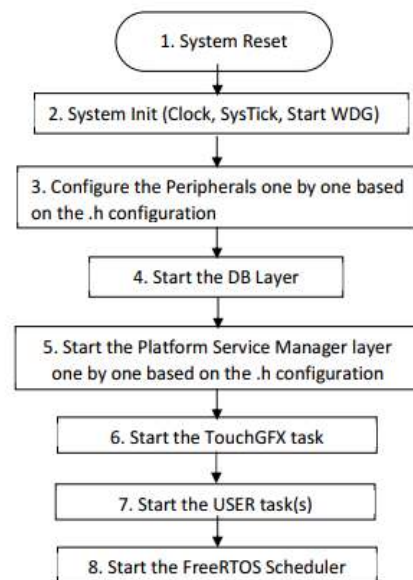 1. System Reset
2. System Init (Clock, SysTick, Start WDG)
3. Configure the Peripherals one by one based
on the .h configuration
4. Start the DB Layer
5. Start the Platform Service Manager layer
one by one based on the .h configuration
6. Start the TouchGFX task
7. Start the USER task(s)
8. Start the FreeRTOS Scheduler